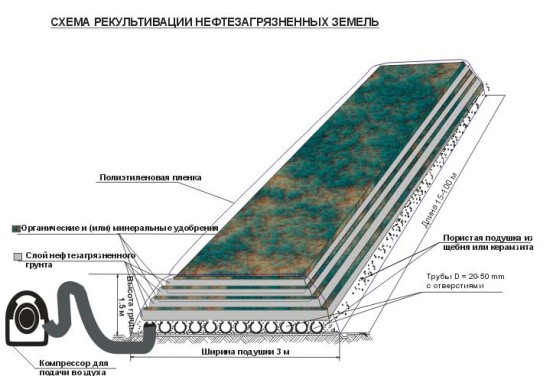 СХЕМА РЕКУЛЬТИВАЦИИ НЕФТЕЗАГРЯЗНЕННЫХ ЗЕМЕЛЬ
Полиэтиленовая пленка
Органические и (или) минеральные удобрения
Слой нефтезагрязненного
грунта
Высота гряды
1,5 м
Длина 15-100 м
Пористая подушка из
щебня или керамзита
Трубы D = 20-50 mm
с отверстиями
Ширина подушки 3 м
Компрессор для
подачи воздуха